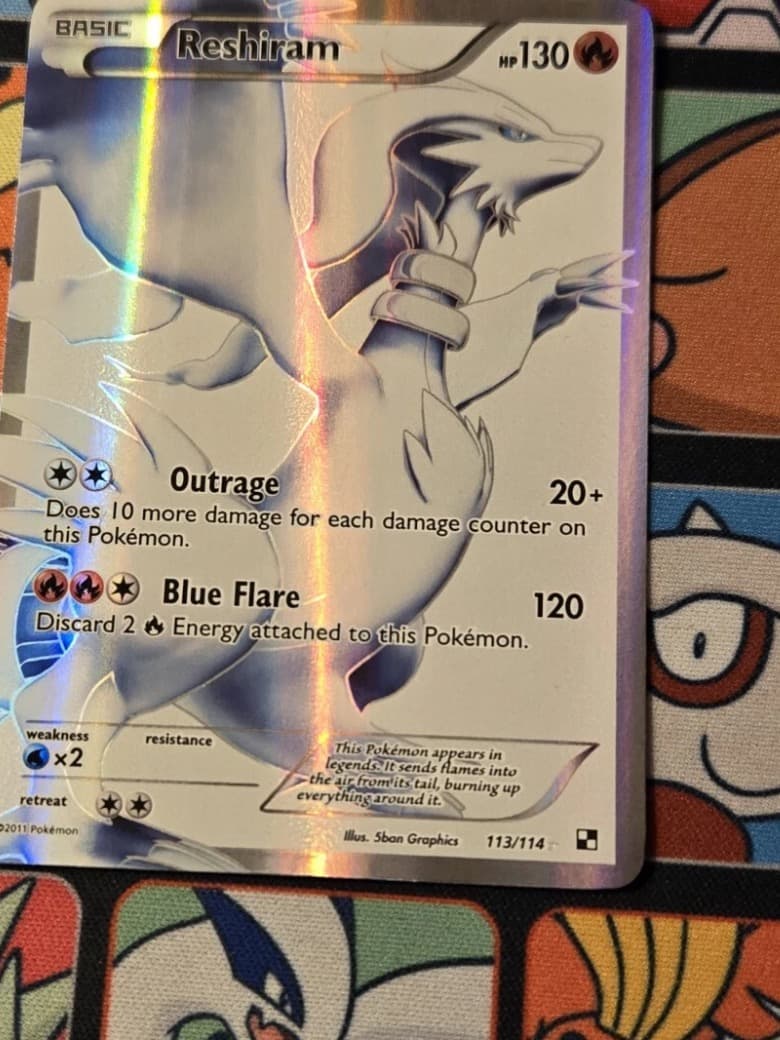 BASIC
Reshiram
HP 130
Outrage
20+
Does 10 more damage for each damage counter on
this Pokémon.
Blue Flare
120
Discard 2 Energy attached to this Pokémon.
weakness
resistance
×2
This Pokémon appears in
legends. It sends flames into
the air from its tail, burning up
everything around it.
retreat
©2011 Pokémon
Illus. 5ban Graphics
113/114